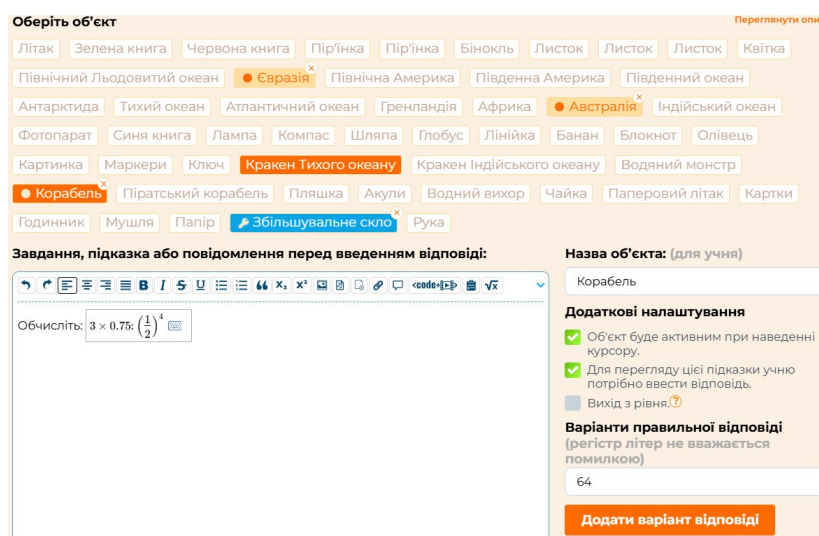 Оберіть об'єкт Переглянути опи
Літак Зелена книга Червона книга Пір'їнка Пір'їнка Бінокль Листок Листок Листок Квітка
Північний Льодовитий океан Євразія Північна Америка Південна Америка Південний океан
Антарктида Тихий океан Атлантичний океан Гренландія Африка Австралія Індійський океан
Фотопарат Синя книга Лампа Компас Шляпа Глобус Лінійка Банан Блокнот Олівець
Картинка Маркери Ключ Кракен Тихого океану Кракен Індійського океану Водяний монстр
Корабель Піратський корабель Пляшка Акули Водний вихор Чайка Паперовий літак Картки
Годинник Мушля Папір Збільшувальне скло Рука
Завдання, підказка або повідомлення перед введенням відповіді:
Обчисліть: 3 × 0.75: (1/2)^4
Назва об'єкта: (для учня)
Корабель
Додаткові налаштування
Об'єкт буде активним при наведенні
курсору.
Для перегляду цієї підказки учню
потрібно ввести відповідь.
Вихід з рівня.
Варіанти правильної відповіді
(регістр літер не вважається
помилкою)
64
Додати варіант відповіді